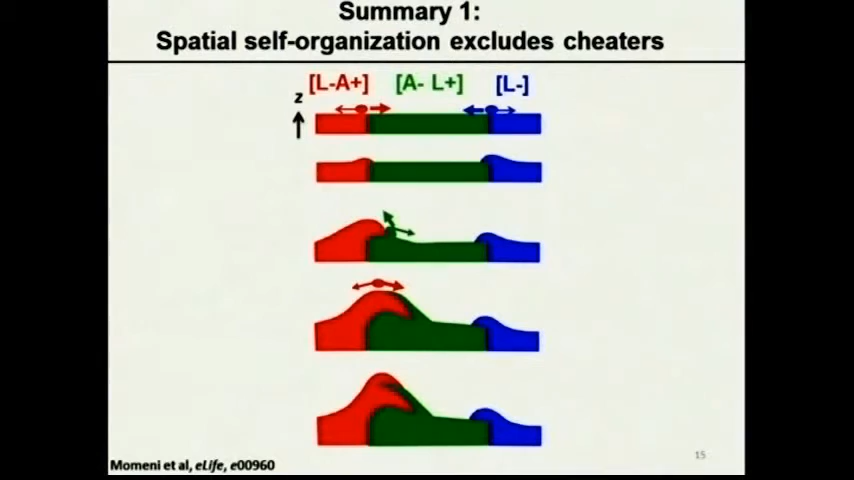 Summary 1:
Spatial self-organization excludes cheaters
[L-A+] [A- L+] [L-]
z
Momeni et al, eLife, e00960
15